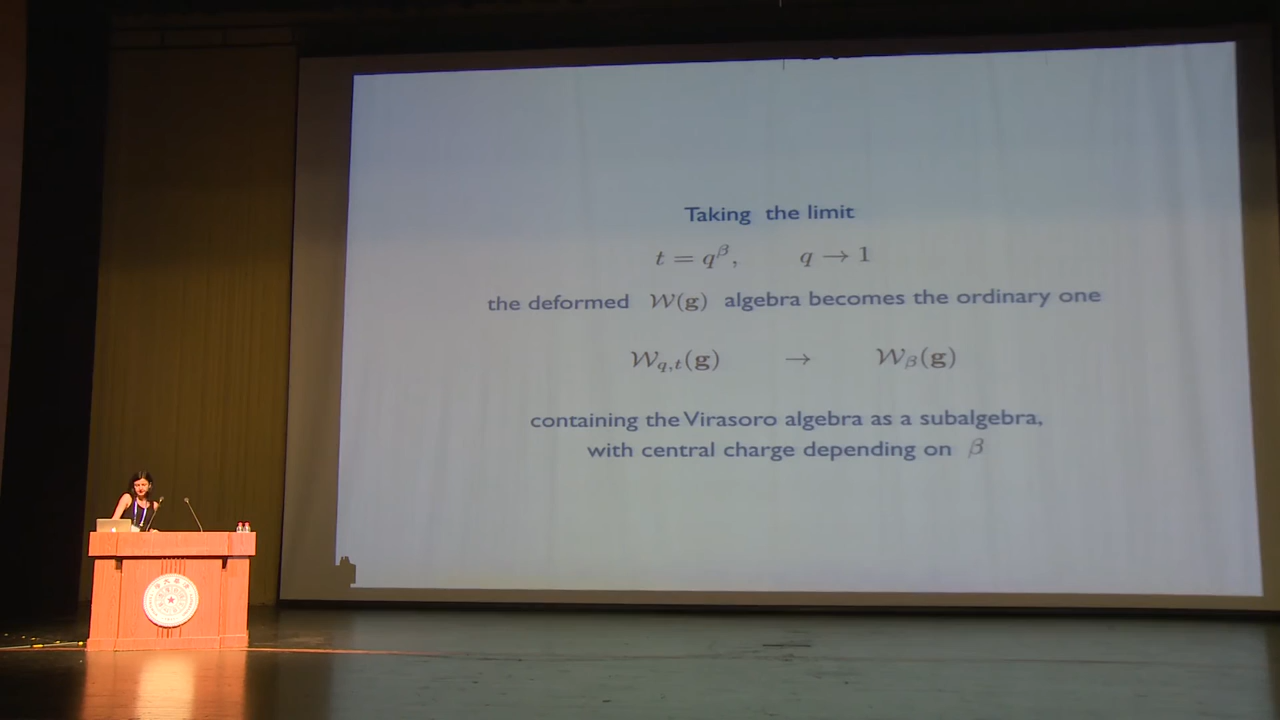 Taking the limit
t = q^β, q → 1
the deformed 𝒲(g) algebra becomes the ordinary one
𝒲_{q,t}(g) → 𝒲_β(g)
containing the Virasoro algebra as a subalgebra,
with central charge depending on β